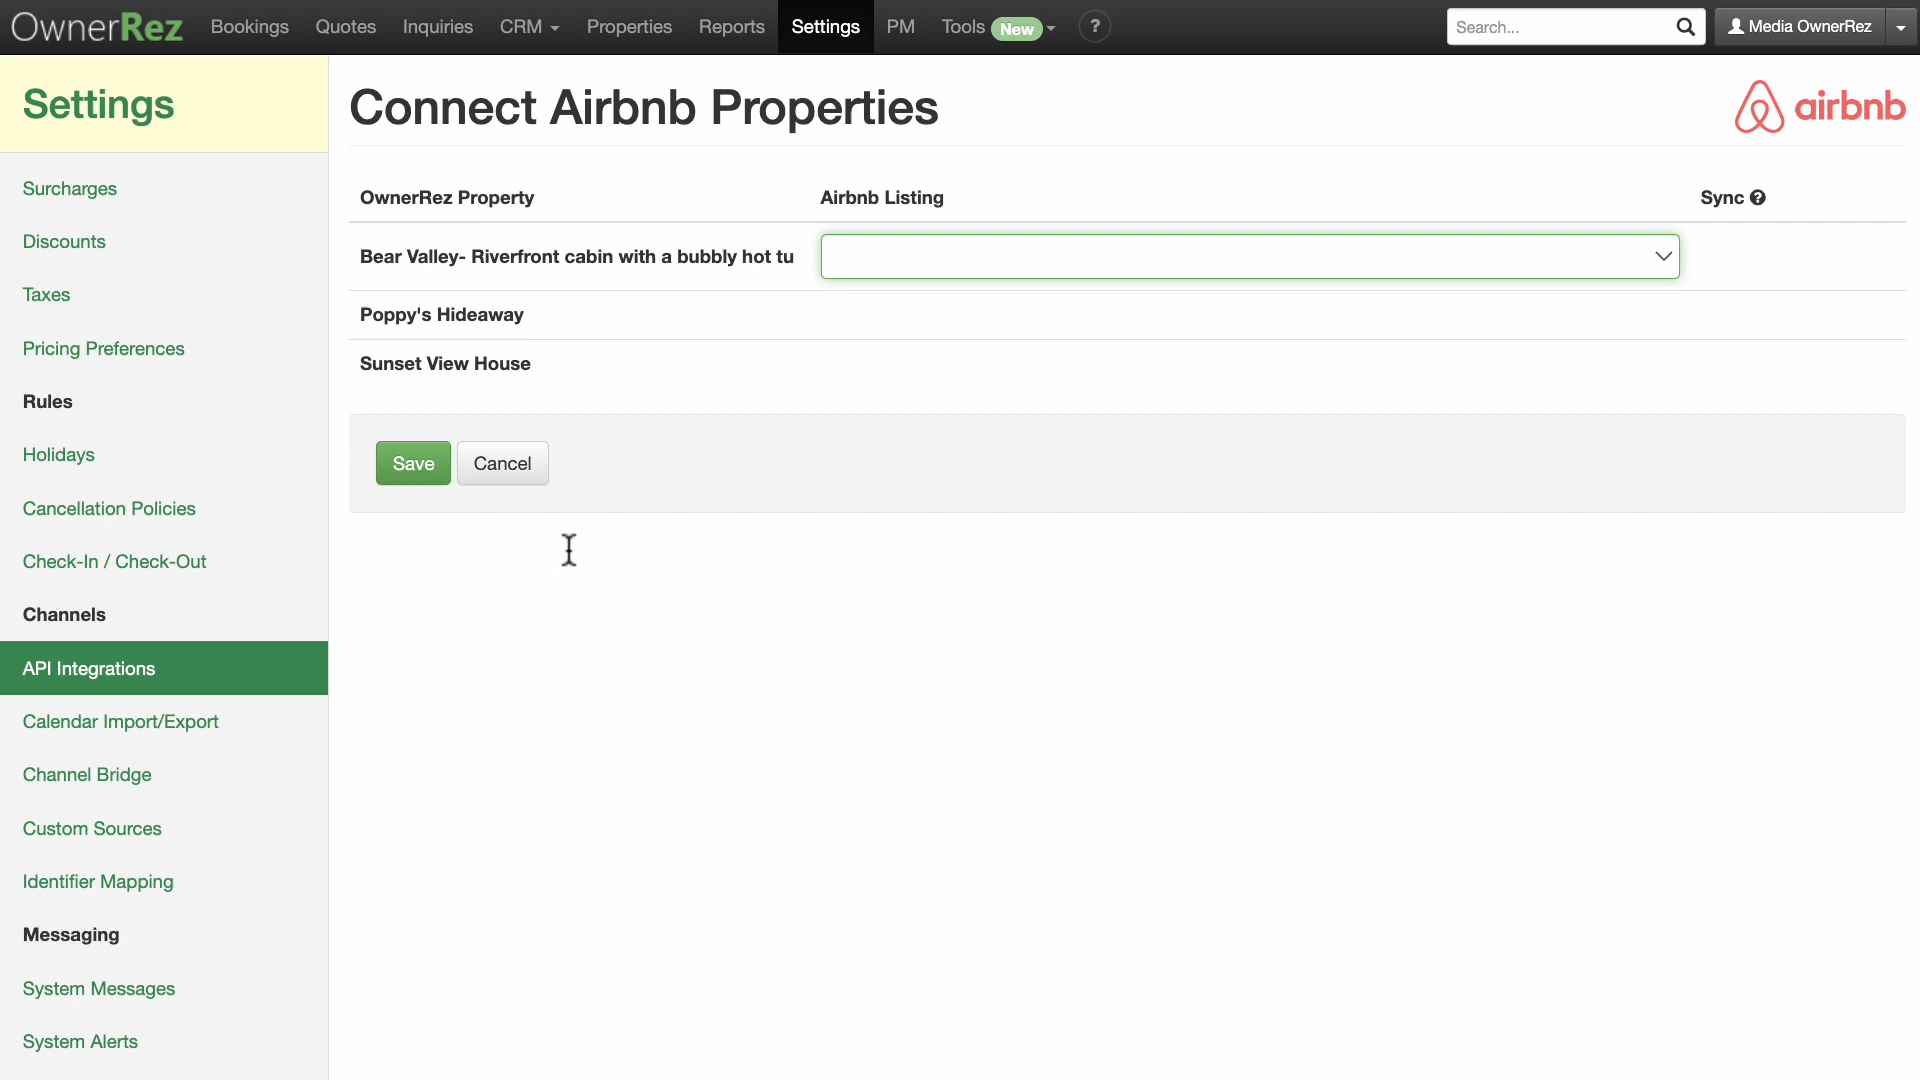 OwnerRez Bookings Quotes Inquiries CRM Properties Reports Settings PM Tools New ? Search... Media OwnerRez
Settings
Connect Airbnb Properties
airbnb
Surcharges
Discounts
Taxes
Pricing Preferences
Rules
Holidays
Cancellation Policies
Check-In / Check-Out
Channels
API Integrations
Calendar Import/Export
Channel Bridge
Custom Sources
Identifier Mapping
Messaging
System Messages
System Alerts
OwnerRez Property Airbnb Listing Sync ?
Bear Valley- Riverfront cabin with a bubbly hot tu
Poppy's Hideaway
Sunset View House
Save Cancel